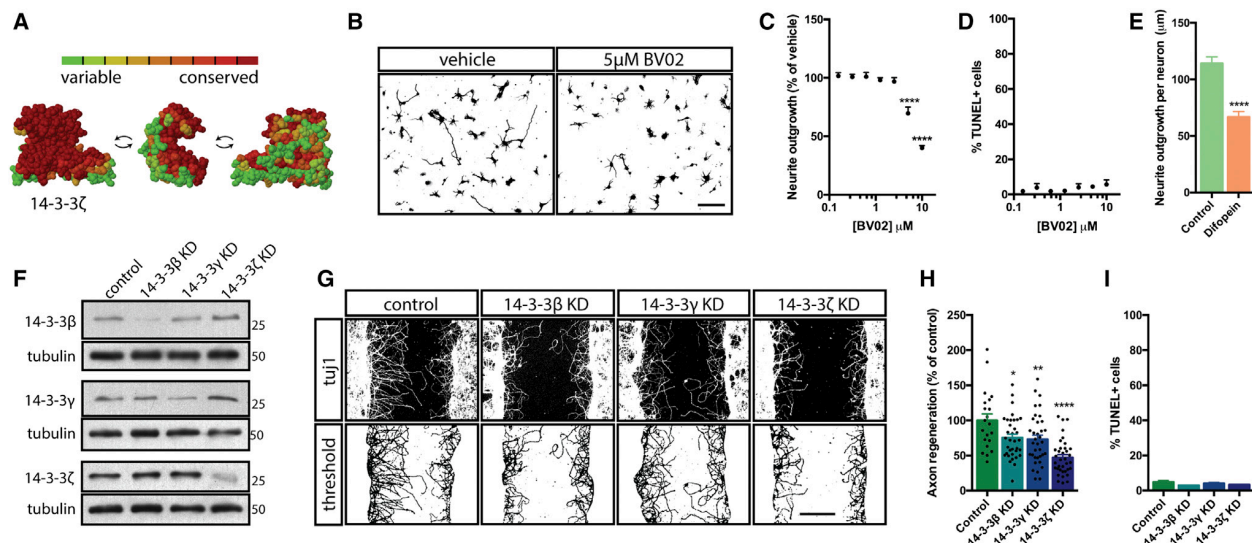 A
variable conserved
14-3-3ζ
B
vehicle 5µM BV02
C
Neurite outgrowth (% of vehicle)
150
100
50
0
****
****
0.1 1 10
[BV02] µM
D
% TUNEL+ cells
100
80
60
40
20
0
0.1 1 10
[BV02] µM
E
Neurite outgrowth per neuron (µm)
150
100
50
0
****
Control
Difopein
F
control
14-3-3β KD
14-3-3γ KD
14-3-3ζ KD
14-3-3β 25
tubulin 50
14-3-3γ 25
tubulin 50
14-3-3ζ 25
tubulin 50
G
control 14-3-3β KD 14-3-3γ KD 14-3-3ζ KD
tuj1
threshold
H
Axon regeneration (% of control)
250
200
150
100
50
0
*
**
****
Control
14-3-3β KD
14-3-3γ KD
14-3-3ζ KD
I
% TUNEL+ cells
100
80
60
40
20
0
Control
14-3-3β KD
14-3-3γ KD
14-3-3ζ KD